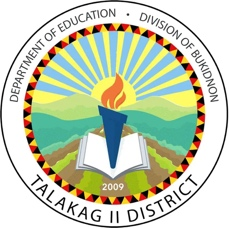 DEPARTMENT OF EDUCATION • DIVISION OF BUKIDNON
2009
TALAKAG II DISTRICT